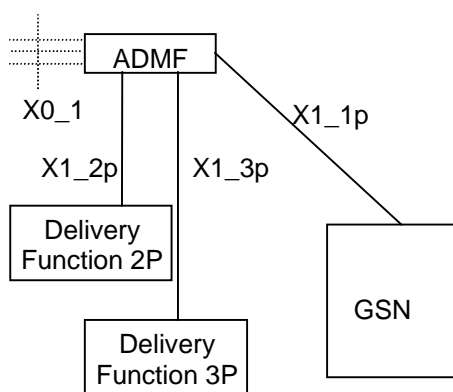 ADMF
X0_1
X1_1p
X1_2p
X1_3p
Delivery
Function 2P
GSN
Delivery
Function 3P